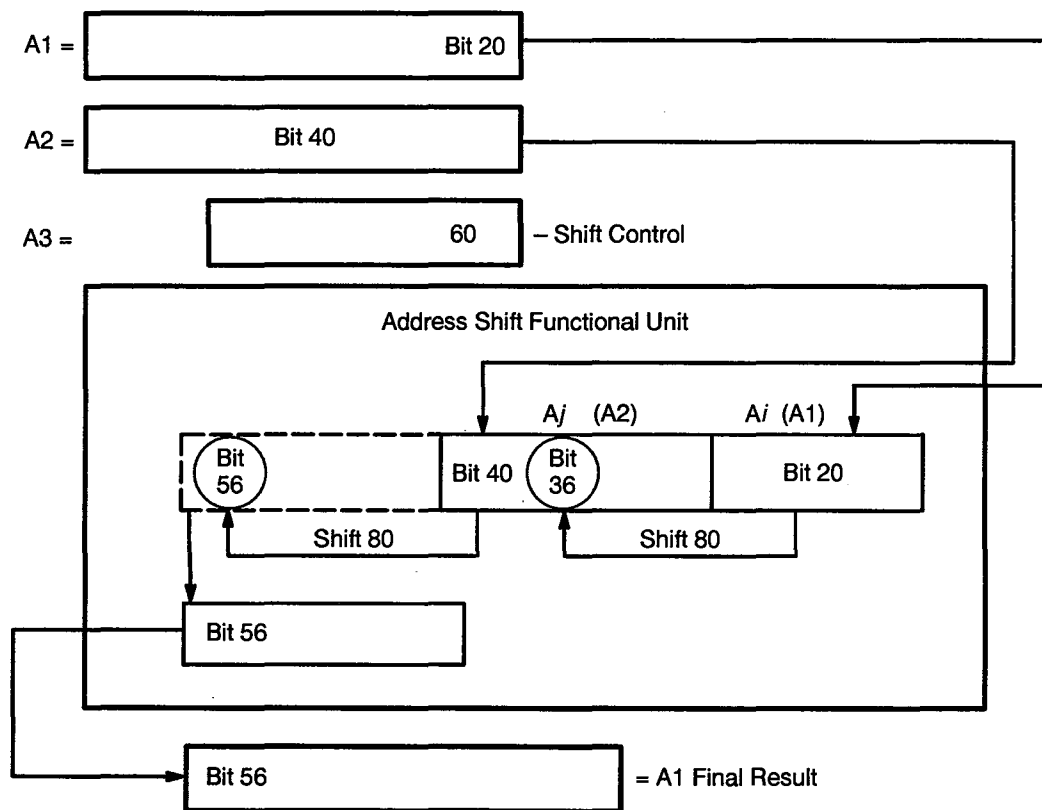 A1 = Bit 20
A2 = Bit 40
A3 = 60 – Shift Control
Address Shift Functional Unit
Aj (A2) Ai (A1)
Bit 56 Bit 40 Bit 36 Bit 20
Shift 80 Shift 80
Bit 56
Bit 56 = A1 Final Result